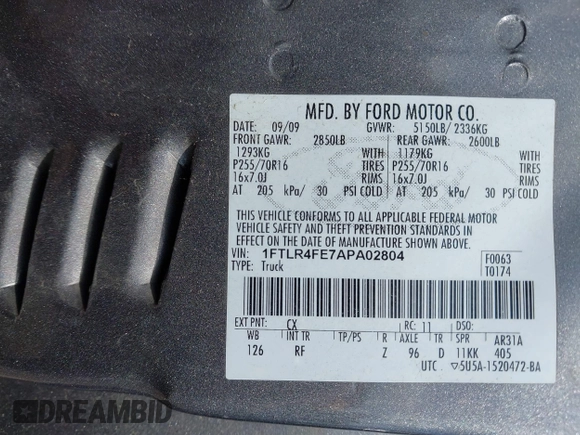 MFD. BY FORD MOTOR CO.
DATE: 09/09 GVWR: 5150LB/ 2336KG
FRONT GAWR: 2850LB REAR GAWR: 2600LB
1293KG WITH 1179KG WITH
P255/70R16 TIRES P255/70R16 TIRES
16x7.0J RIMS 16x7.0J RIMS
AT 205 kPa/ 30 PSI COLD AT 205 kPa/ 30 PSI COLD
THIS VEHICLE CONFORMS TO ALL APPLICABLE FEDERAL MOTOR
VEHICLE SAFETY AND THEFT PREVENTION STANDARDS IN
EFFECT ON THE DATE OF MANUFACTURE SHOWN ABOVE.
VIN: 1FTLR4FE7APA02804 F0063
TYPE: Truck T0174
EXT PNT: CX RC: 11 DSO:
WB INT TR TP/PS R AXLE TR SPR AR31A
126 RF Z 96 D 11KK 405
UTC ▽5U5A-1520472-BA
DREAMBID